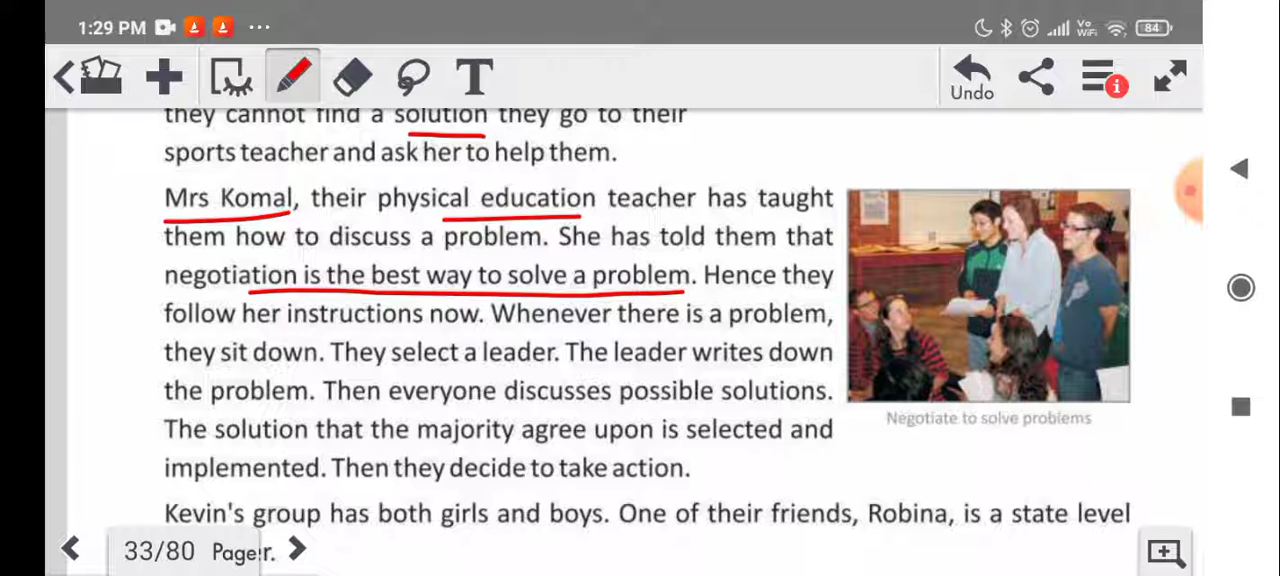 1:29 PM ... Vo WiFi 84
T Undo i
they cannot find a solution they go to their
sports teacher and ask her to help them.
Mrs Komal, their physical education teacher has taught
them how to discuss a problem. She has told them that
negotiation is the best way to solve a problem. Hence they
follow her instructions now. Whenever there is a problem,
they sit down. They select a leader. The leader writes down
the problem. Then everyone discusses possible solutions.
The solution that the majority agree upon is selected and
implemented. Then they decide to take action.
Negotiate to solve problems
Kevin's group has both girls and boys. One of their friends, Robina, is a state level
33/80 Page r.